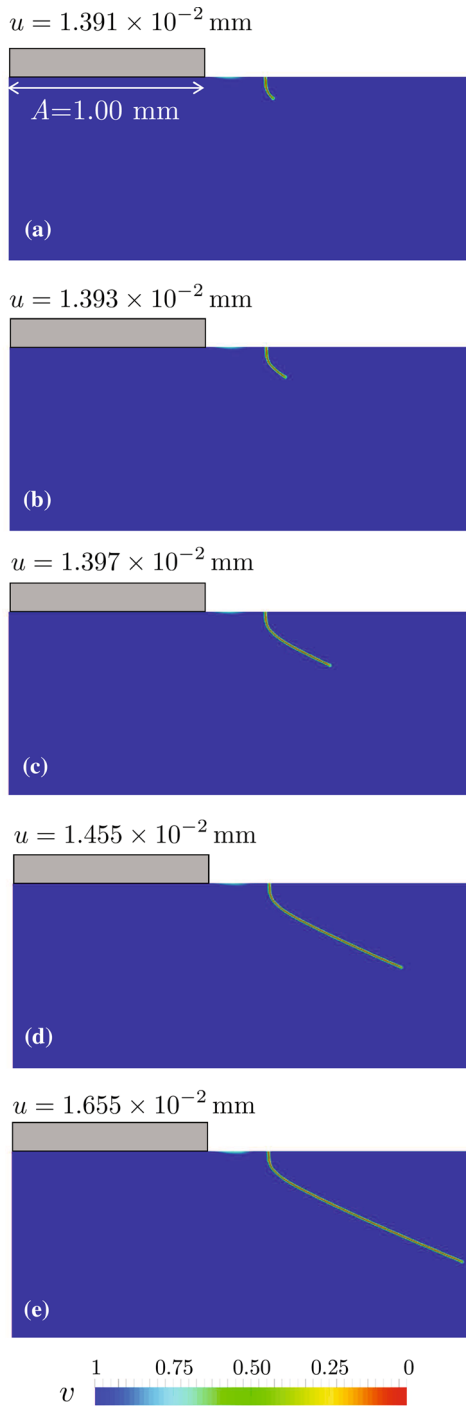 u = 1.391 × 10⁻² mm
A=1.00 mm
(a)
u = 1.393 × 10⁻² mm
(b)
u = 1.397 × 10⁻² mm
(c)
u = 1.455 × 10⁻² mm
(d)
u = 1.655 × 10⁻² mm
(e)
1 0.75 0.50 0.25 0
v